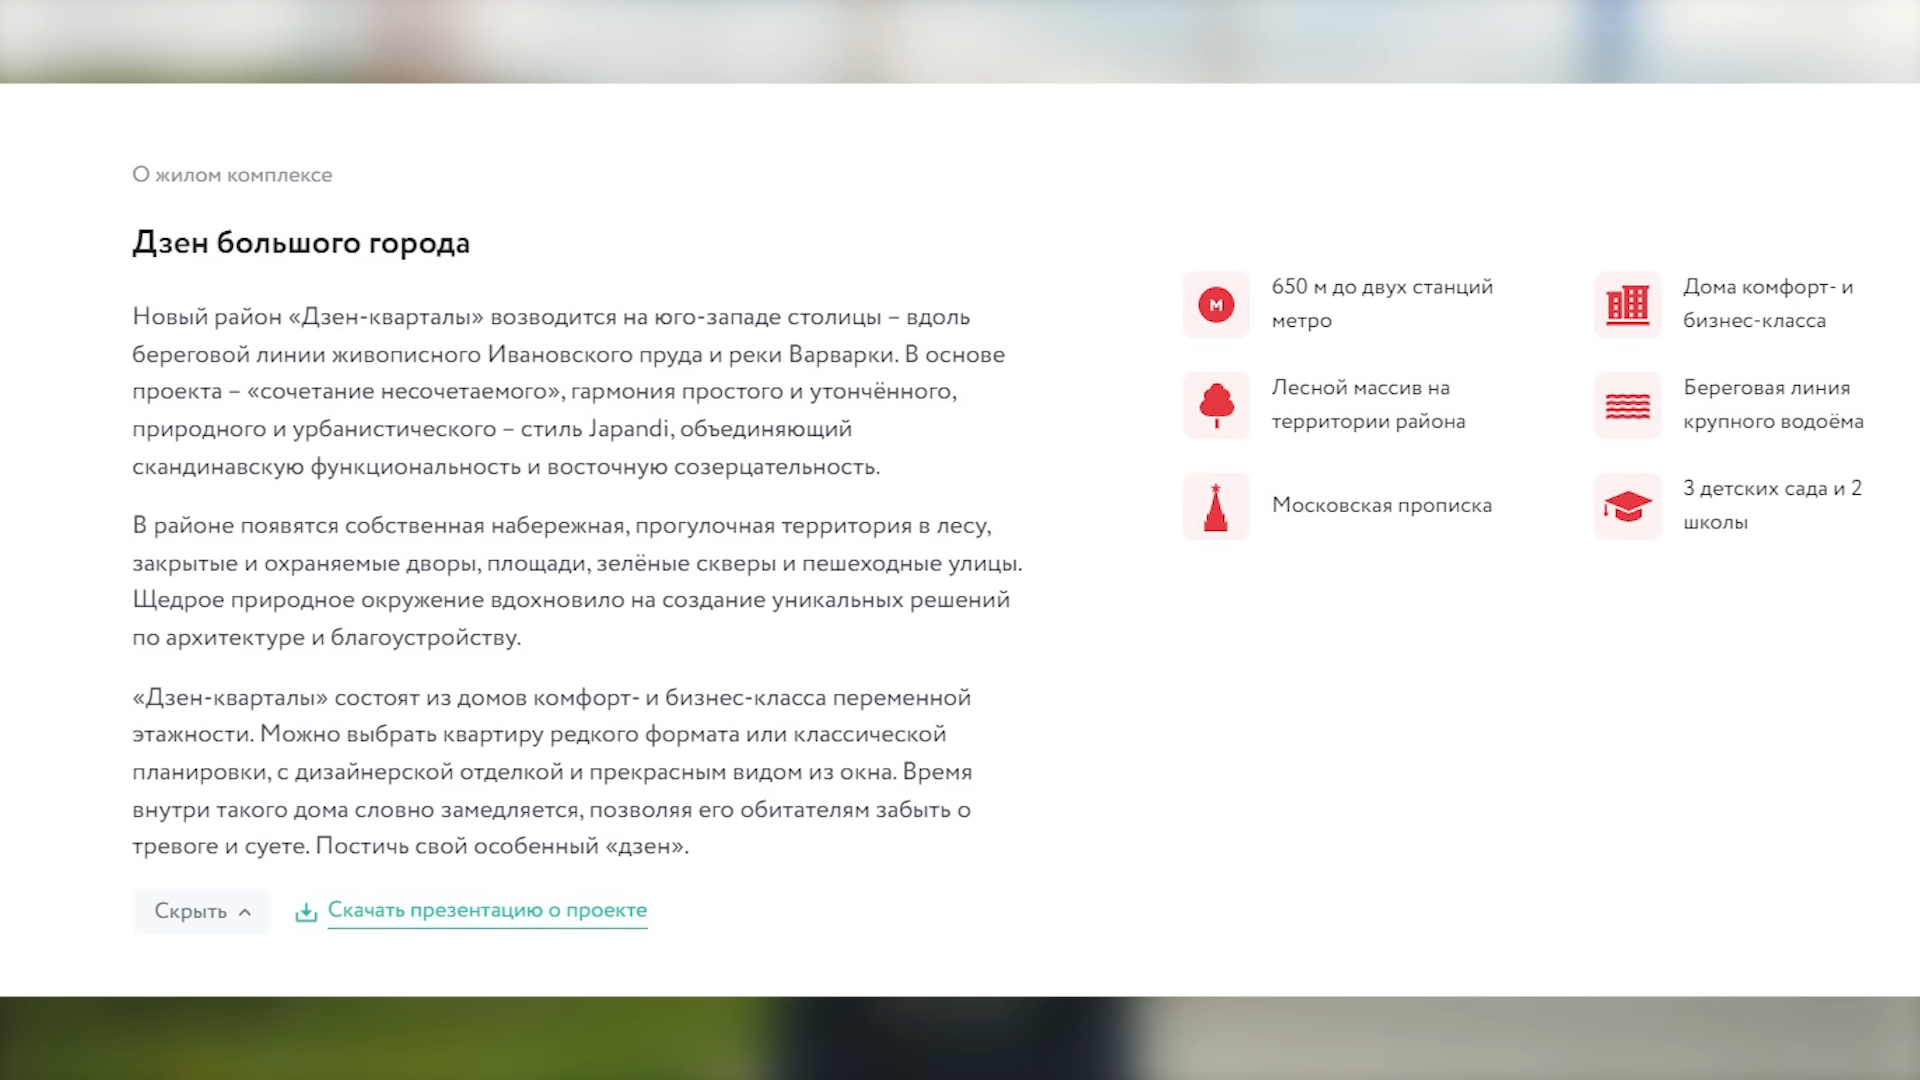 О жилом комплексе
Дзен большого города
Новый район «Дзен-кварталы» возводится на юго-западе столицы – вдоль
береговой линии живописного Ивановского пруда и реки Варварки. В основе
проекта – «сочетание несочетаемого», гармония простого и утончённого,
природного и урбанистического – стиль Japandi, объединяющий
скандинавскую функциональность и восточную созерцательность.
В районе появятся собственная набережная, прогулочная территория в лесу,
закрытые и охраняемые дворы, площади, зелёные скверы и пешеходные улицы.
Щедрое природное окружение вдохновило на создание уникальных решений
по архитектуре и благоустройству.
«Дзен-кварталы» состоят из домов комфорт- и бизнес-класса переменной
этажности. Можно выбрать квартиру редкого формата или классической
планировки, с дизайнерской отделкой и прекрасным видом из окна. Время
внутри такого дома словно замедляется, позволяя его обитателям забыть о
тревоге и суете. Постичь свой особенный «дзен».
Скрыть
Скачать презентацию о проекте
М
650 м до двух станций
метро
Дома комфорт- и
бизнес-класса
Лесной массив на
территории района
Береговая линия
крупного водоёма
Московская прописка
3 детских сада и 2
школы